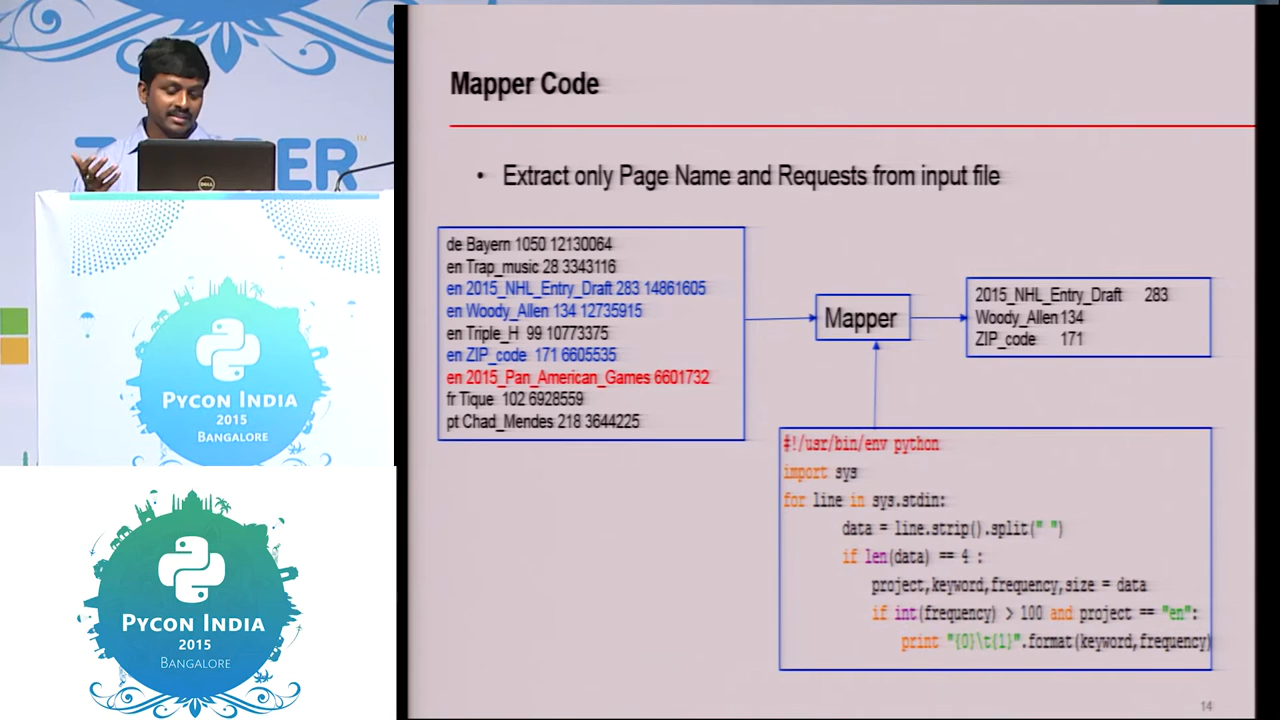 Mapper Code
• Extract only Page Name and Requests from input file
de Bayern 1050 12130064
en Trap_music 28 3343116
en 2015_NHL_Entry_Draft 283 14861605
en Woody_Allen 134 12735915
en Triple_H 99 10773375
en ZIP_code 171 6605535
en 2015_Pan_American_Games 6601732
fr Tique 102 6928559
pt Chad_Mendes 218 3644225
Mapper
2015_NHL_Entry_Draft 283
Woody_Allen 134
ZIP_code 171
#!/usr/bin/env python
import sys
for line in sys.stdin:
data = line.strip().split(" ")
if len(data) == 4 :
project,keyword,frequency,size = data
if int(frequency) > 100 and project == "en":
print "{0}\t{1}".format(keyword,frequency)
14
DELL
PYCON INDIA
2015
BANGALORE
PYCON INDIA
2015
BANGALORE